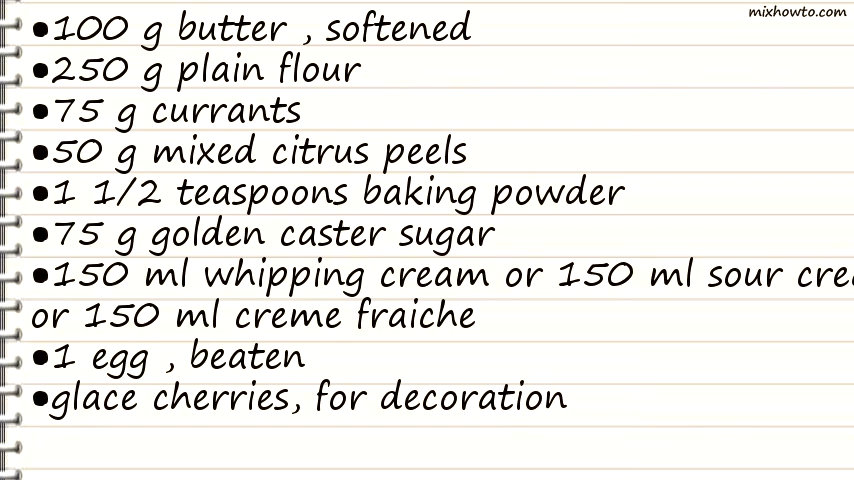 mixhowto.com
•100 g butter , softened
•250 g plain flour
•75 g currants
•50 g mixed citrus peels
•1 1/2 teaspoons baking powder
•75 g golden caster sugar
•150 ml whipping cream or 150 ml sour
or 150 ml creme fraiche
•1 egg , beaten
•glace cherries, for decoration